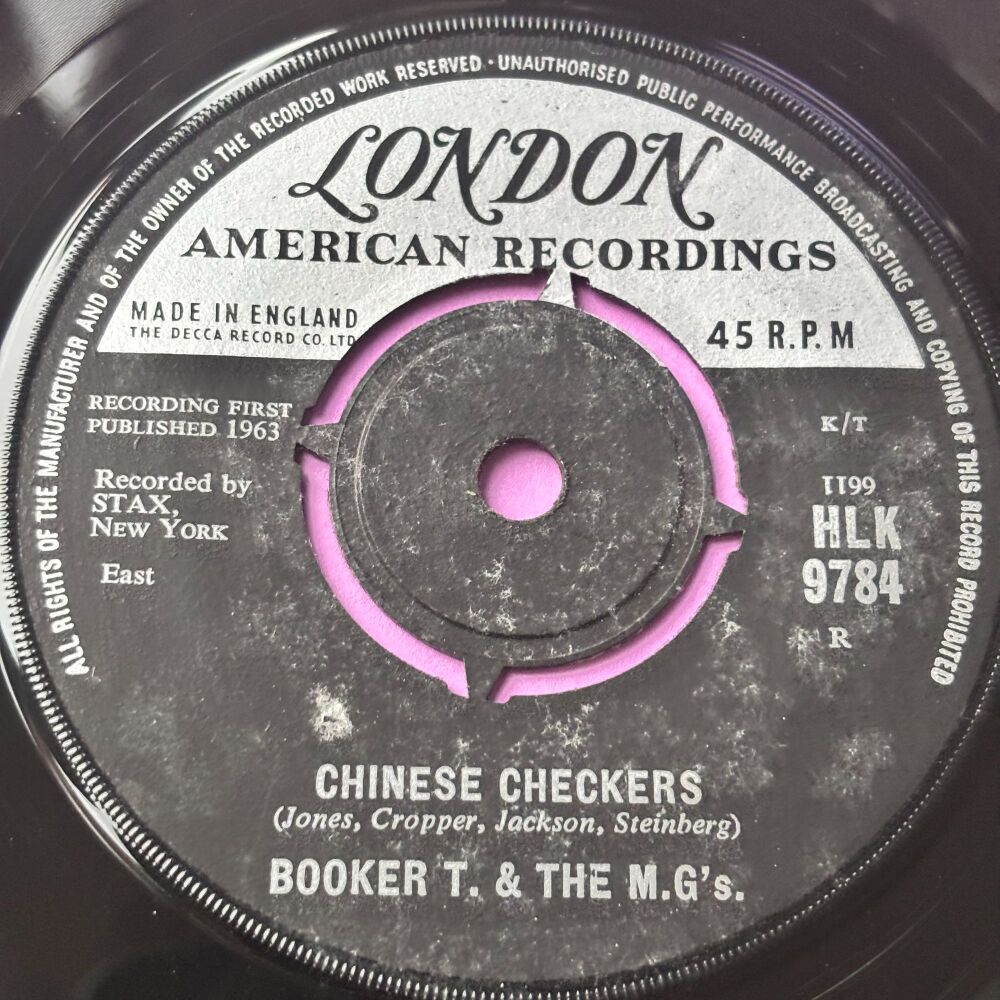 ALL RIGHTS OF THE MANUFACTURER AND OF THE OWNER OF THE RECORDED WORK RESERVED · UNAUTHORISED PUBLIC PERFORMANCE BROADCASTING AND COPYING OF THIS RECORD PROHIBITED
LONDON
AMERICAN RECORDINGS
MADE IN ENGLAND
THE DECCA RECORD CO. LTD
45 R.P.M
RECORDING FIRST
PUBLISHED 1963
Recorded by
STAX,
NEW YORK
East
K/T
1199
HLK
9784
R
CHINESE CHECKERS
(Jones, Cropper, Jackson, Steinberg)
BOOKER T. & THE M.G's.